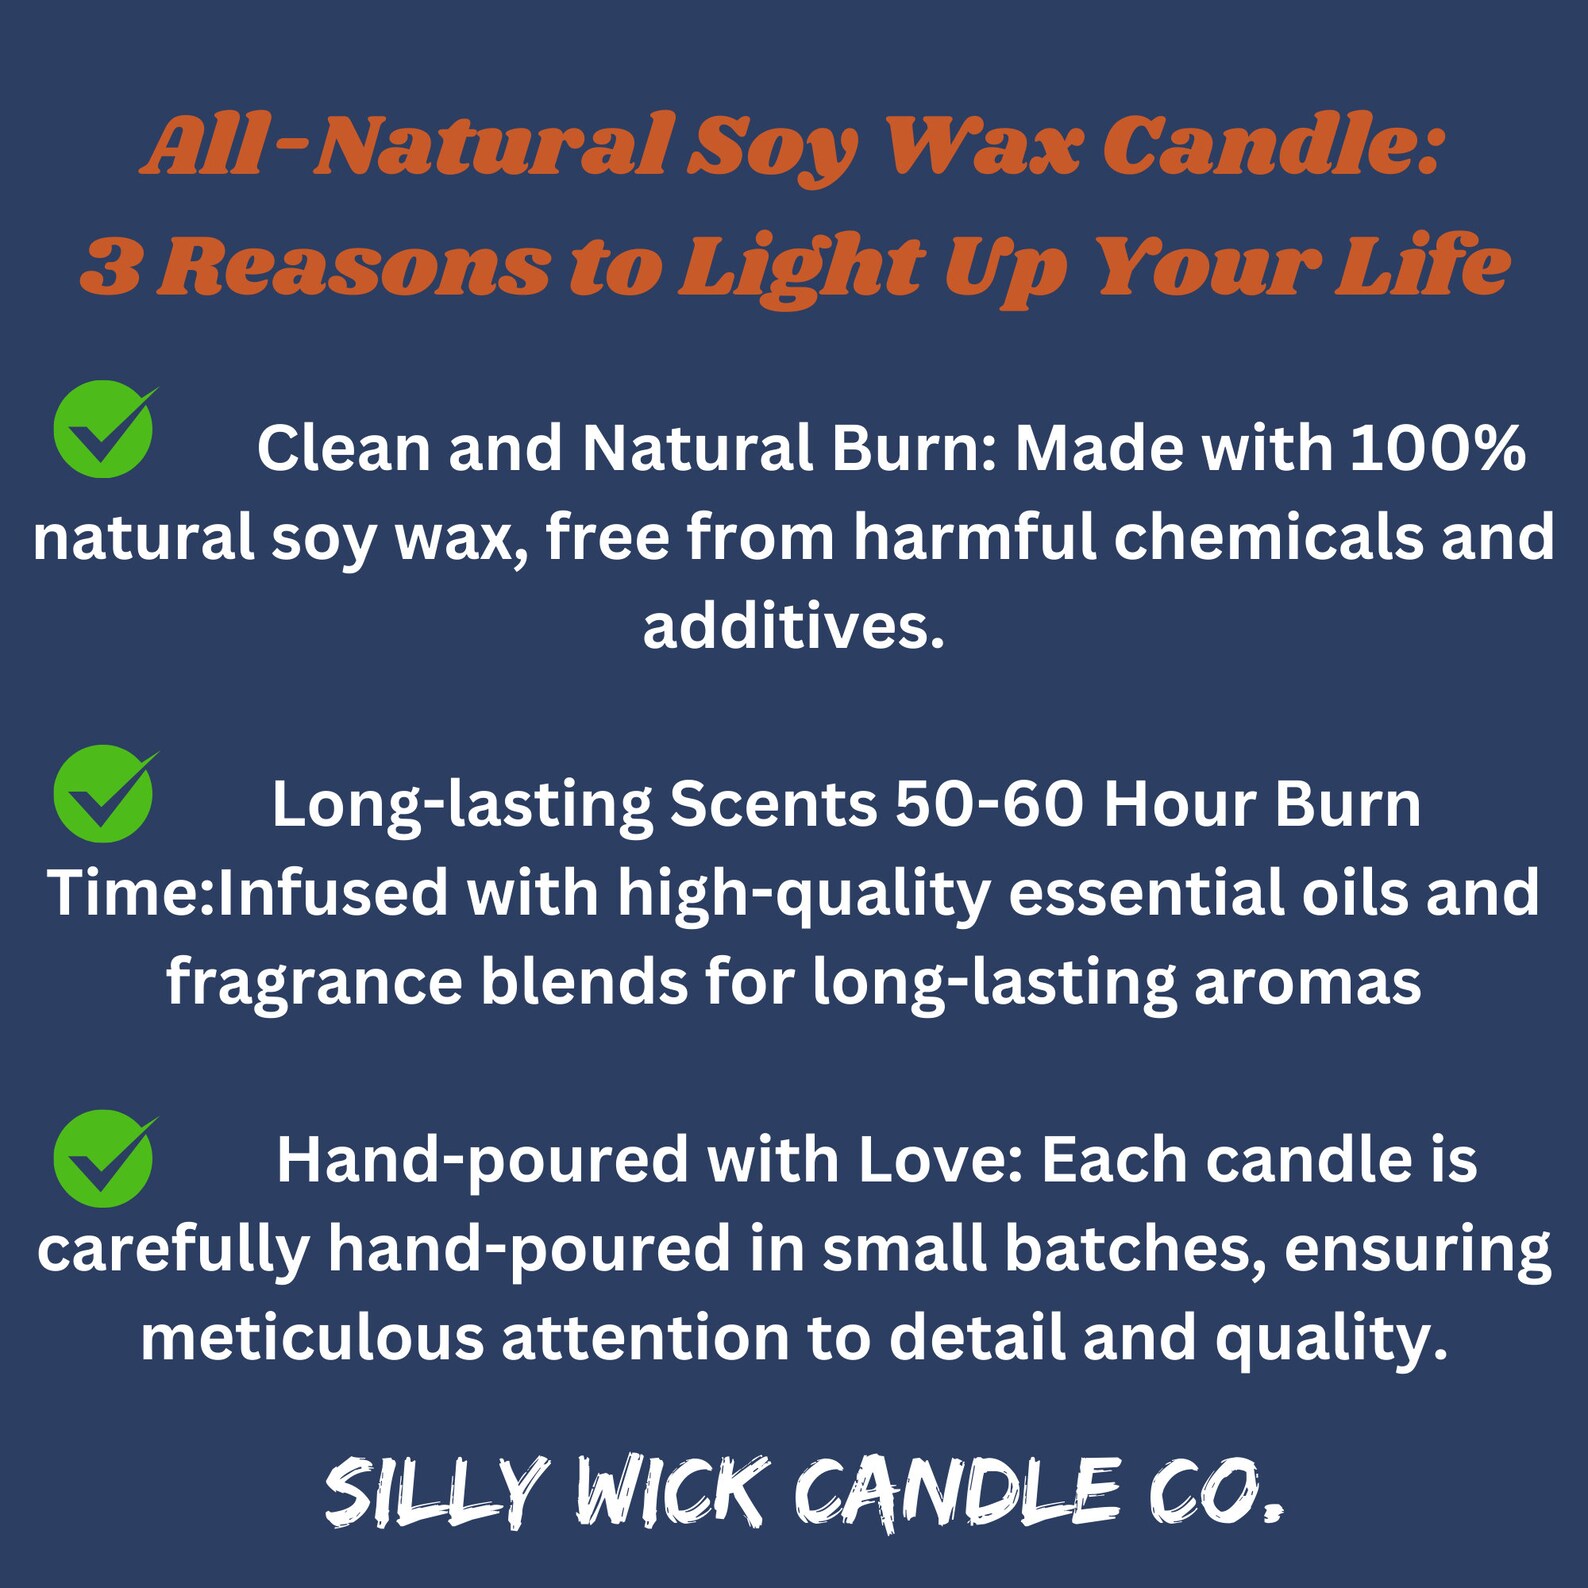 All-Natural Soy Wax Candle:
3 Reasons to Light Up Your Life
Clean and Natural Burn: Made with 100%
natural soy wax, free from harmful chemicals and
additives.
Long-lasting Scents 50-60 Hour Burn
Time:Infused with high-quality essential oils and
fragrance blends for long-lasting aromas
Hand-poured with Love: Each candle is
carefully hand-poured in small batches, ensuring
meticulous attention to detail and quality.
SILLY WICK CANDLE CO.